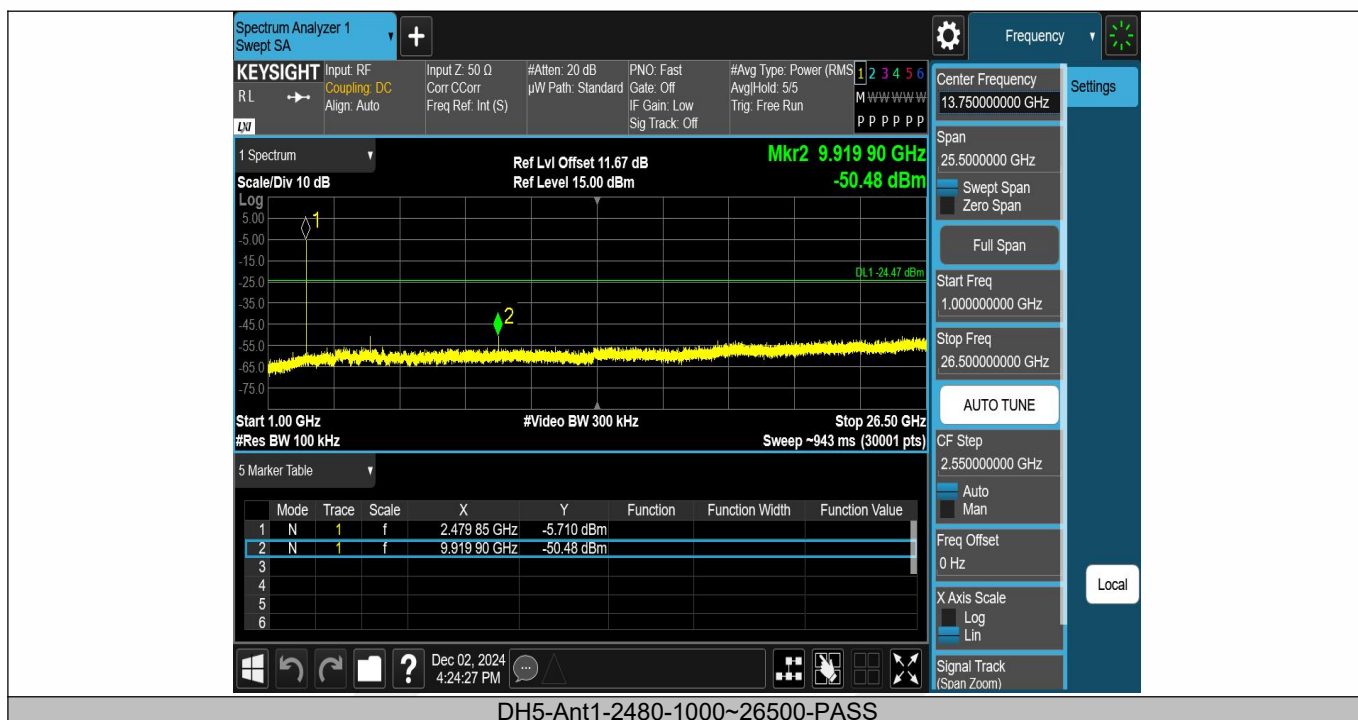 Spectrum Analyzer 1
Swept SA
+
Frequency
KEYSIGHT
Input: RF
Coupling: DC
Align: Auto
Input Z: 50 Ω
Corr CCorr
Freq Ref: Int (S)
#Atten: 20 dB
µW Path: Standard
PNO: Fast
Gate: Off
IF Gain: Low
Sig Track: Off
#Avg Type: Power (RMS
Avg|Hold: 5/5
Trig: Free Run
1 2 3 4 5 6
M W W W W W
P P P P P P
R L
LXI
Center Frequency
13.750000000 GHz
Settings
Span
25.5000000 GHz
Swept Span
Zero Span
Full Span
Start Freq
1.000000000 GHz
Stop Freq
26.500000000 GHz
AUTO TUNE
CF Step
2.550000000 GHz
Auto
Man
Freq Offset
0 Hz
X Axis Scale
Log
Lin
Signal Track
(Span Zoom)
Local
1 Spectrum
Scale/Div 10 dB
Ref Lvl Offset 11.67 dB
Ref Level 15.00 dBm
Mkr2 9.919 90 GHz
-50.48 dBm
Log
5.00
-5.00
-15.0
-25.0
-35.0
-45.0
-55.0
-65.0
-75.0
1
2
DL1 -24.47 dBm
Start 1.00 GHz
#Video BW 300 kHz
Stop 26.50 GHz
#Res BW 100 kHz
Sweep ~943 ms (30001 pts)
5 Marker Table
Mode Trace Scale X Y Function Function Width Function Value
1 N 1 f 2.479 85 GHz -5.710 dBm
2 N 1 f 9.919 90 GHz -50.48 dBm
3
4
5
6
?
Dec 02, 2024
4:24:27 PM
DH5-Ant1-2480-1000~26500-PASS